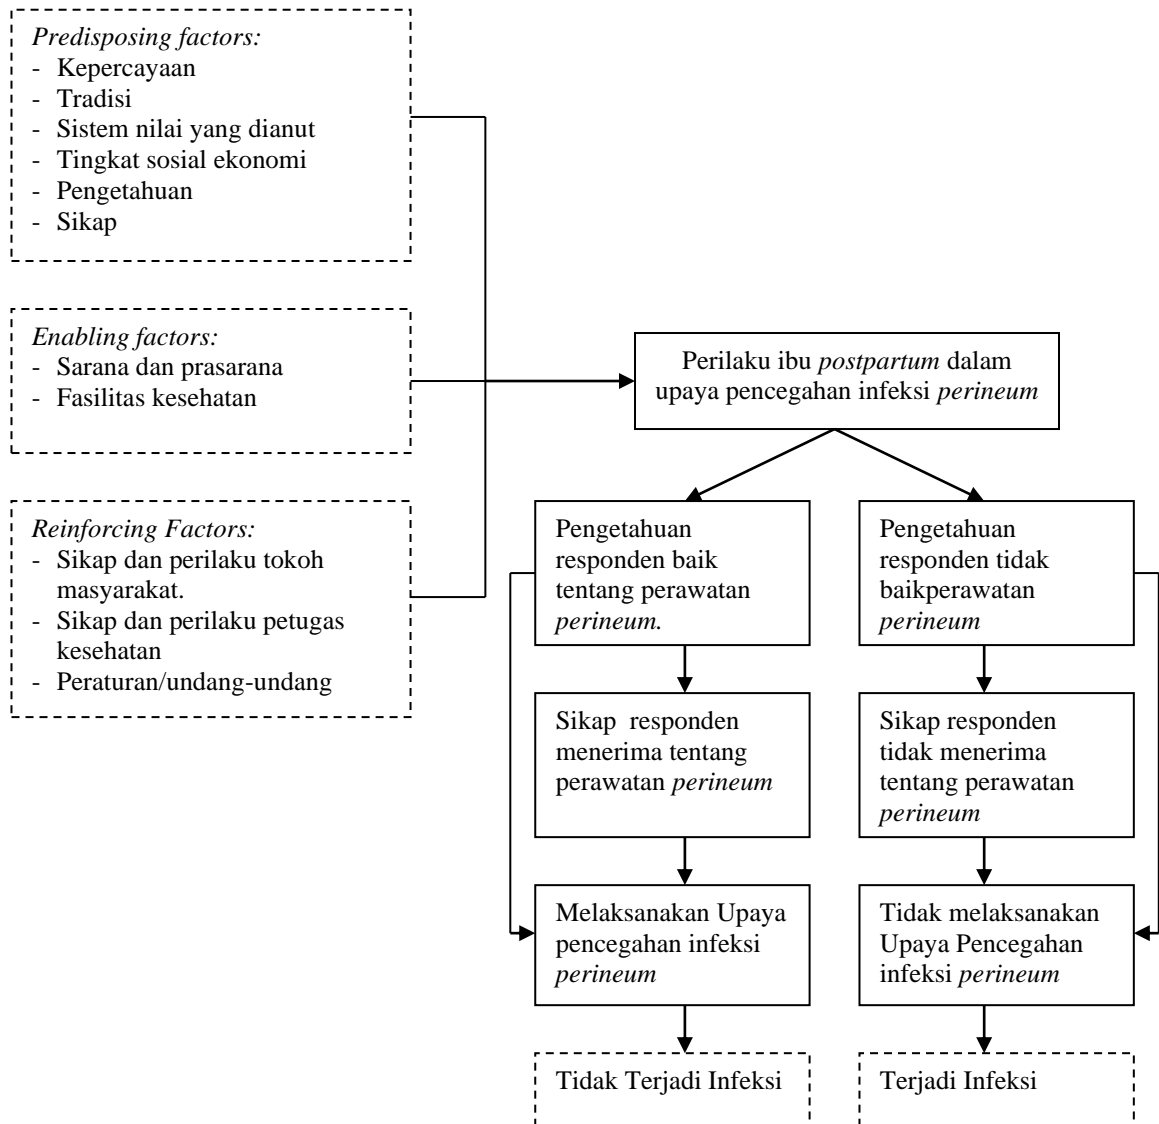 Predisposing factors:
- Kepercayaan
- Tradisi
- Sistem nilai yang dianut
- Tingkat sosial ekonomi
- Pengetahuan
- Sikap
Enabling factors:
- Sarana dan prasarana
- Fasilitas kesehatan
Reinforcing Factors:
- Sikap dan perilaku tokoh
masyarakat.
- Sikap dan perilaku petugas
kesehatan
- Peraturan/undang-undang
Perilaku ibu postpartum dalam
upaya pencegahan infeksi perineum
Pengetahuan
responden baik
tentang perawatan
perineum.
Pengetahuan
responden tidak
baikperawatan
perineum
Sikap responden
menerima tentang
perawatan perineum
Sikap responden
tidak menerima
tentang perawatan
perineum
Melaksanakan Upaya
pencegahan infeksi
perineum
Tidak melaksanakan
Upaya Pencegahan
infeksi perineum
Tidak Terjadi Infeksi
Terjadi Infeksi